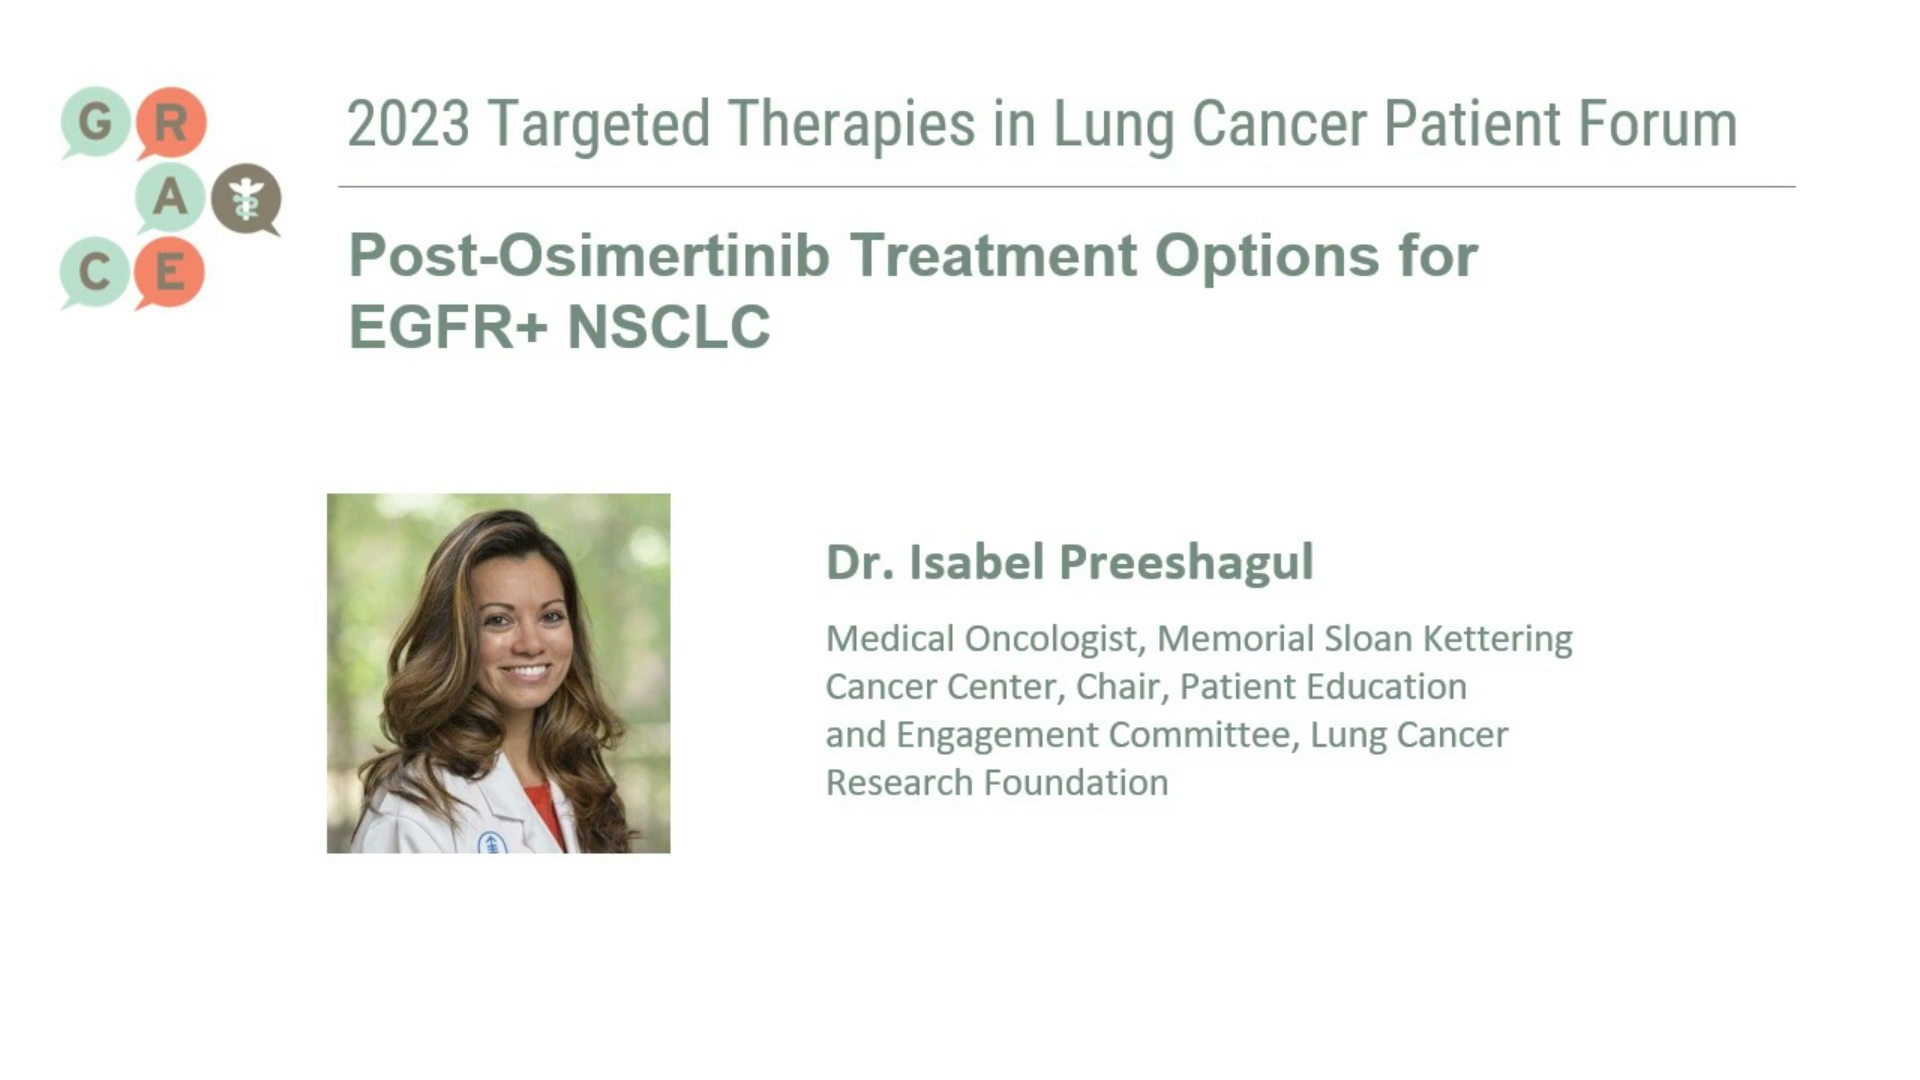 G R
A
C E
2023 Targeted Therapies in Lung Cancer Patient Forum
Post-Osimertinib Treatment Options for
EGFR+ NSCLC
Dr. Isabel Preeshagul
Medical Oncologist, Memorial Sloan Kettering
Cancer Center, Chair, Patient Education
and Engagement Committee, Lung Cancer
Research Foundation